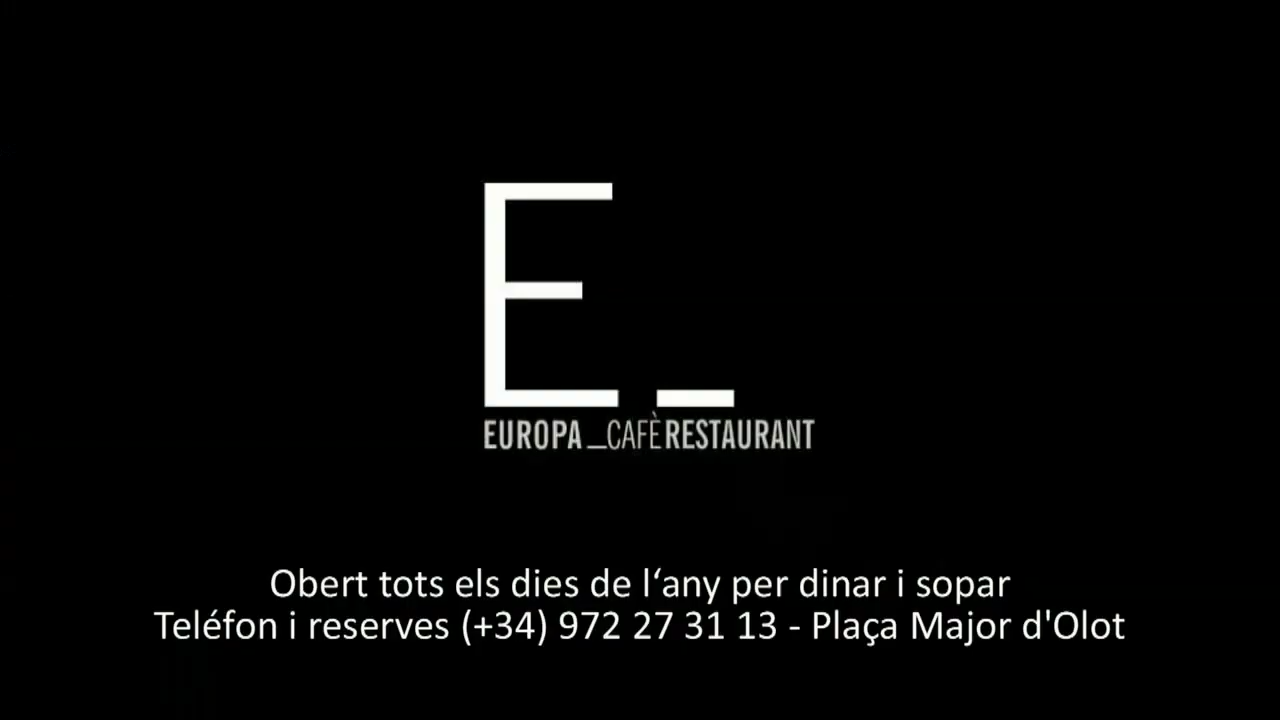 E_
EUROPA _CAFÈ RESTAURANT
Obert tots els dies de l‘any per dinar i sopar
Teléfon i reserves (+34) 972 27 31 13 - Plaça Major d'Olot